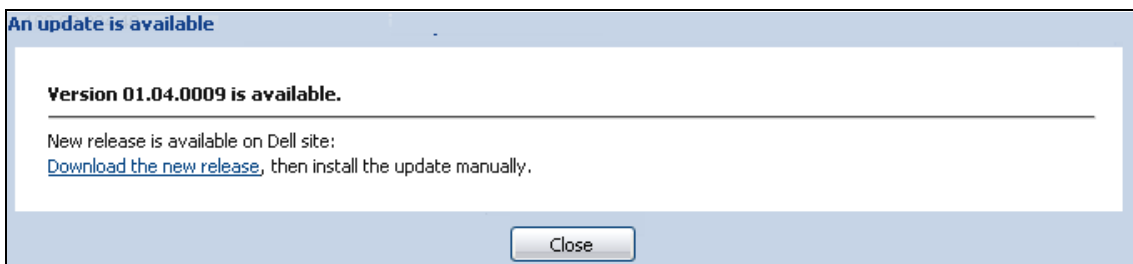 An update is available
Version 01.04.0009 is available.
New release is available on Dell site:
Download the new release, then install the update manually.
Close